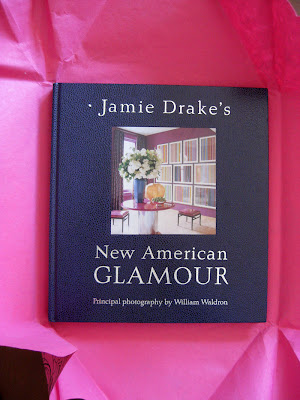 Jamie Drake's
New American
GLAMOUR
Principal photography by William Waldron